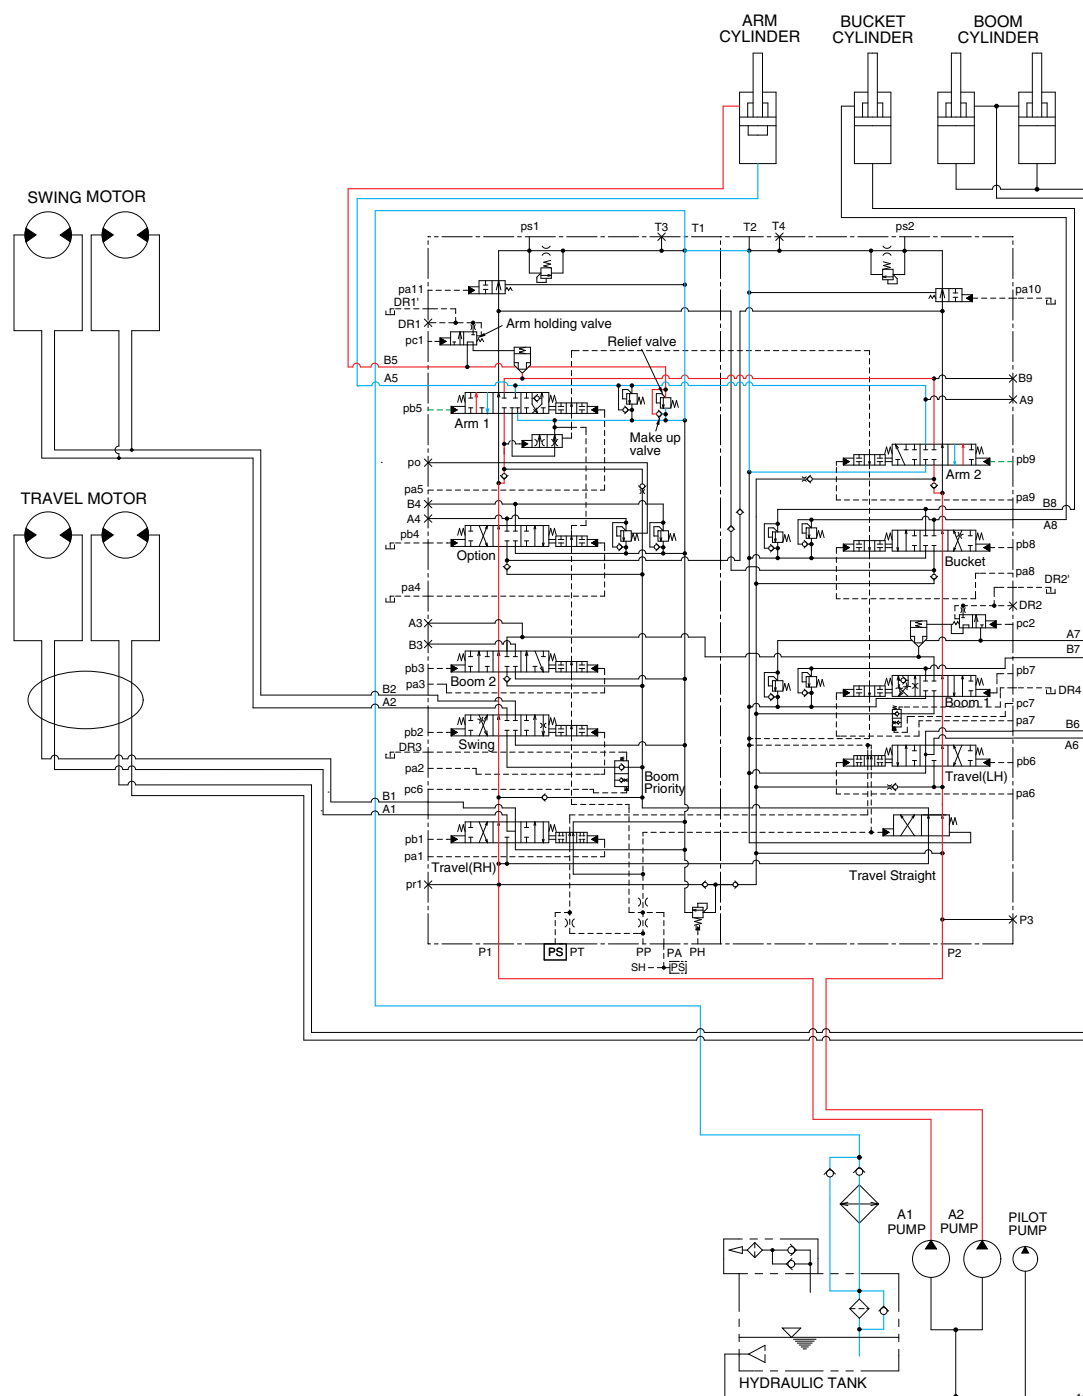 ARM
CYLINDER
BUCKET
CYLINDER
BOOM
CYLINDER
SWING MOTOR
TRAVEL MOTOR
ps1
T3
T1
T2
T4
ps2
pa11
DR1'
DR1
pc1
Arm holding valve
Relief valve
pa10
B5
A5
B9
A9
pb5
Arm 1
Make up
valve
po
pa5
Arm 2
pb9
pa9
B4
A4
pb4
Option
pa4
B8
A8
Bucket
pb8
pa8
DR2'
DR2
pc2
A3
B3
pb3
Boom 2
pa3
A7
B7
pb7
DR4
Boom 1
pc7
pa7
B2
A2
pb2
Swing
DR3
pa2
pc6
Boom
Priority
B6
A6
pb6
Travel(LH)
pa6
B1
A1
pb1
pa1
Travel(RH)
Travel Straight
pr1
P3
P1
PS
PT
PP
PA
PH
P2
SH
PS
A1
PUMP
A2
PUMP
PILOT
PUMP
HYDRAULIC TANK